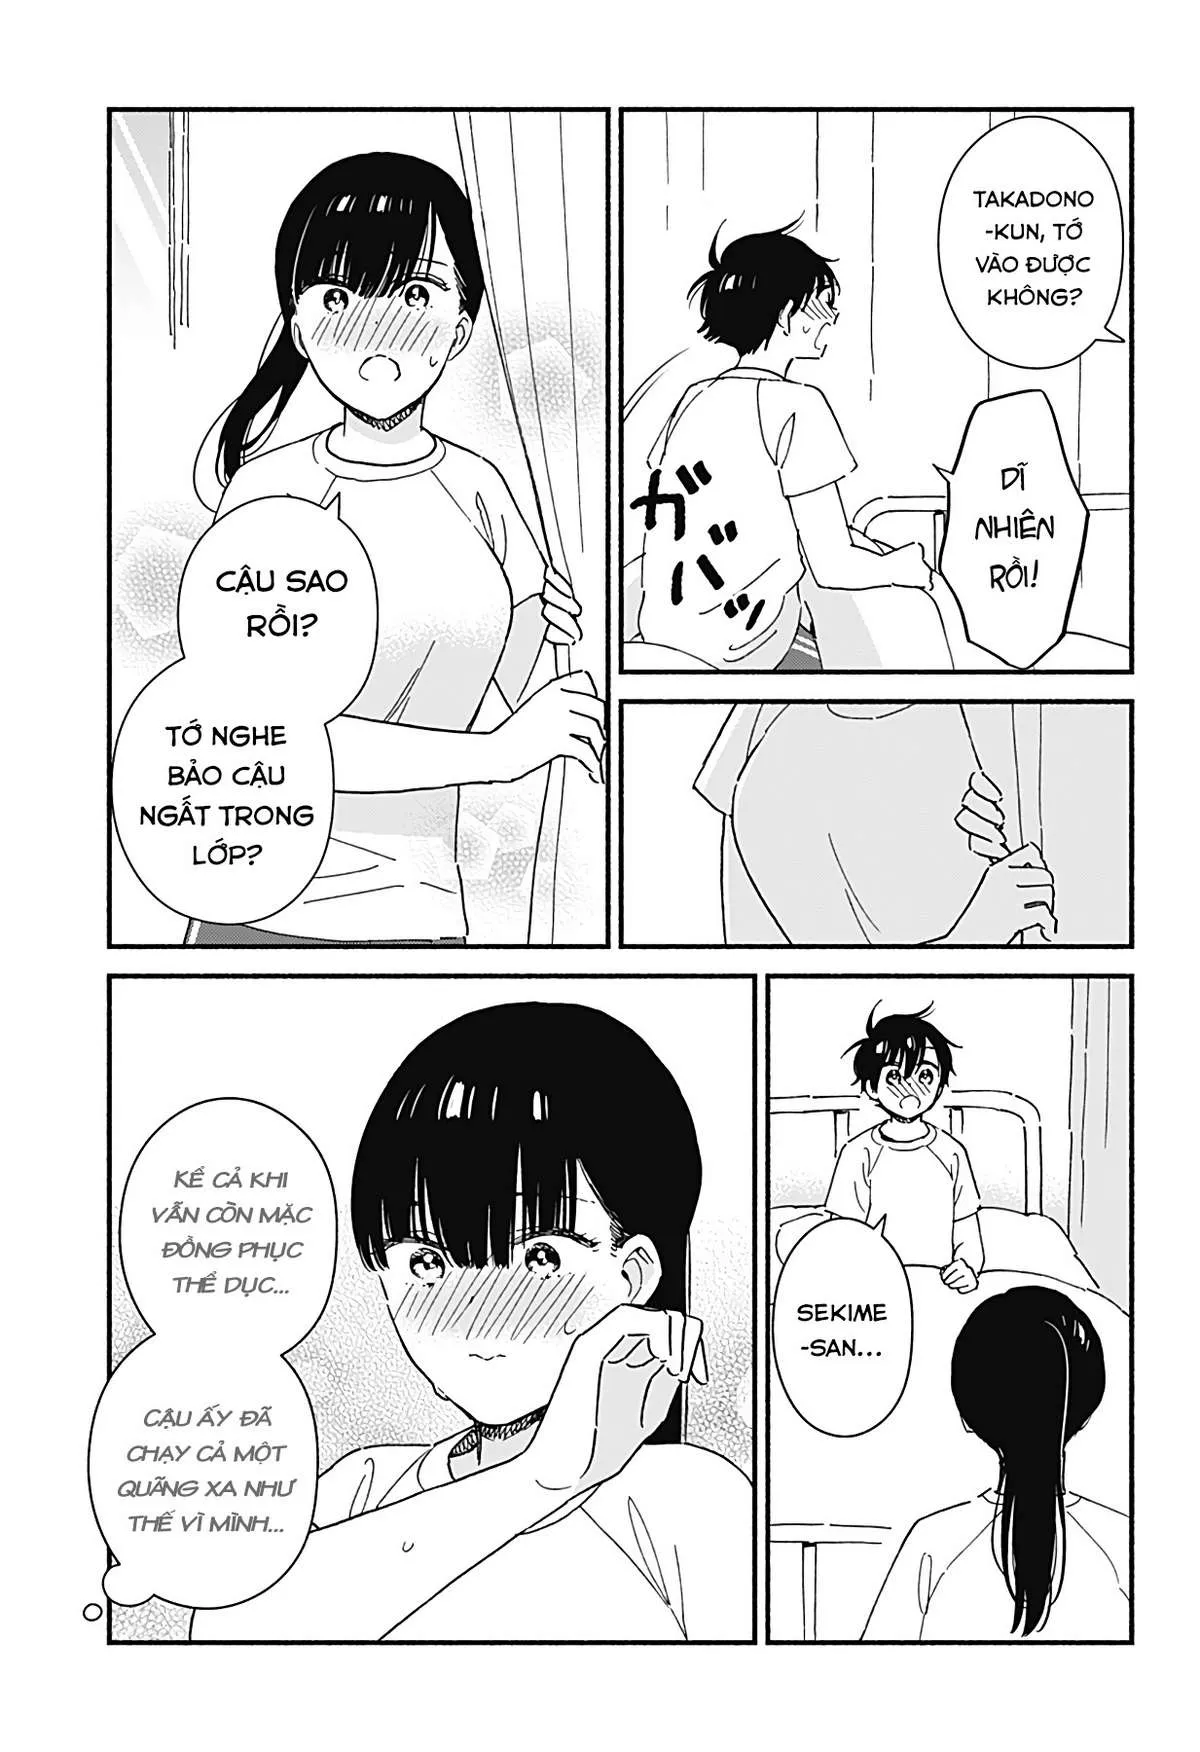 TAKADONO
-KUN, TỚ
VÀO ĐƯỢC
KHÔNG?
DĨ
NHIÊN
RỒI!
ガバッ
CẬU SAO
RỒI?
TỚ NGHE
BẢO CẬU
NGẤT TRONG
LỚP?
SEKIME
-SAN...
KỂ CẢ KHI
VẪN CÒN MẶC
ĐỒNG PHỤC
THỂ DỤC...
CẬU ẤY ĐÃ
CHẠY CẢ MỘT
QUÃNG XA NHƯ
THẾ VÌ MÌNH...